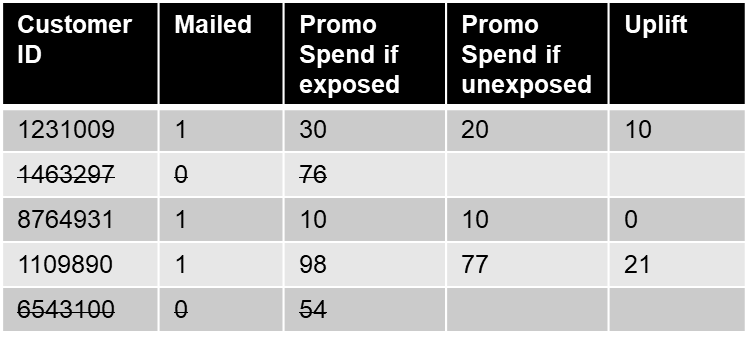 Customer ID Mailed Promo Spend if exposed Promo Spend if unexposed Uplift
1231009 1 30 20 10
1463297 0 76
8764931 1 10 10 0
1109890 1 98 77 21
6543100 0 54